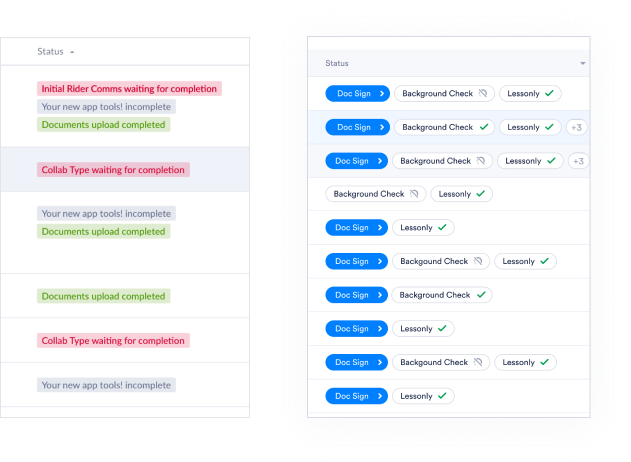 Status
Initial Rider Comms waiting for completion
Your new app tools! incomplete
Documents upload completed
Collab Type waiting for completion
Your new app tools! incomplete
Documents upload completed
Documents upload completed
Collab Type waiting for completion
Your new app tools! incomplete
Status
Doc Sign Background Check Lessonly
Doc Sign Background Check Lessonly +3
Doc Sign Background Check Lesssonly +3
Background Check Lessonly
Doc Sign Lessonly
Doc Sign Backgound Check Lessonly
Doc Sign Background Check
Doc Sign Lessonly
Doc Sign Backgound Check Lessonly
Doc Sign Lessonly